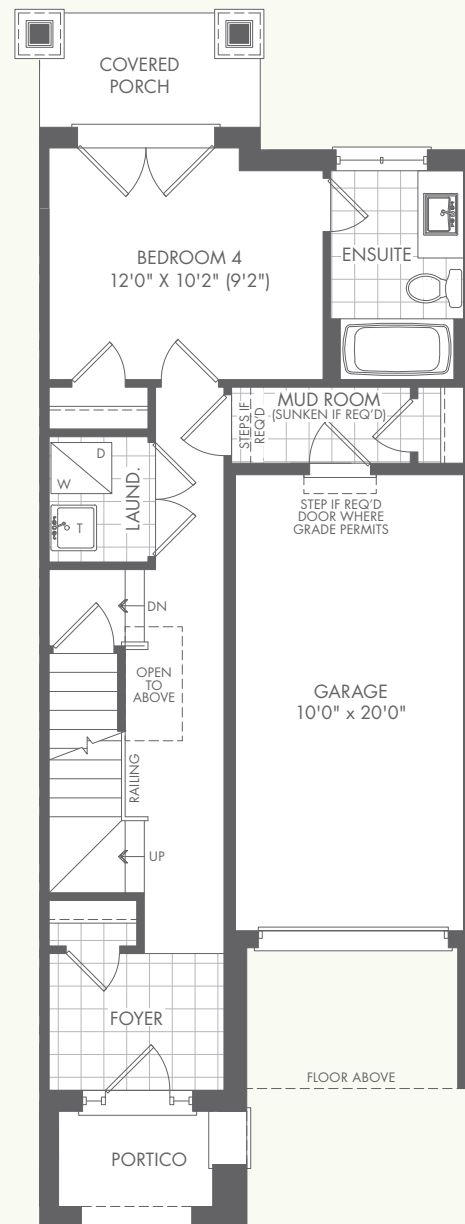 COVERED
PORCH
BEDROOM 4
12'0" X 10'2" (9'2")
ENSUITE
MUD ROOM
(SUNKEN IF REQ'D)
STEPS IF
REQ'D
D
W
T
LAUND.
STEP IF REQ'D
DOOR WHERE
GRADE PERMITS
DN
OPEN
TO
ABOVE
GARAGE
10'0" x 20'0"
RAILING
UP
FOYER
FLOOR ABOVE
PORTICO